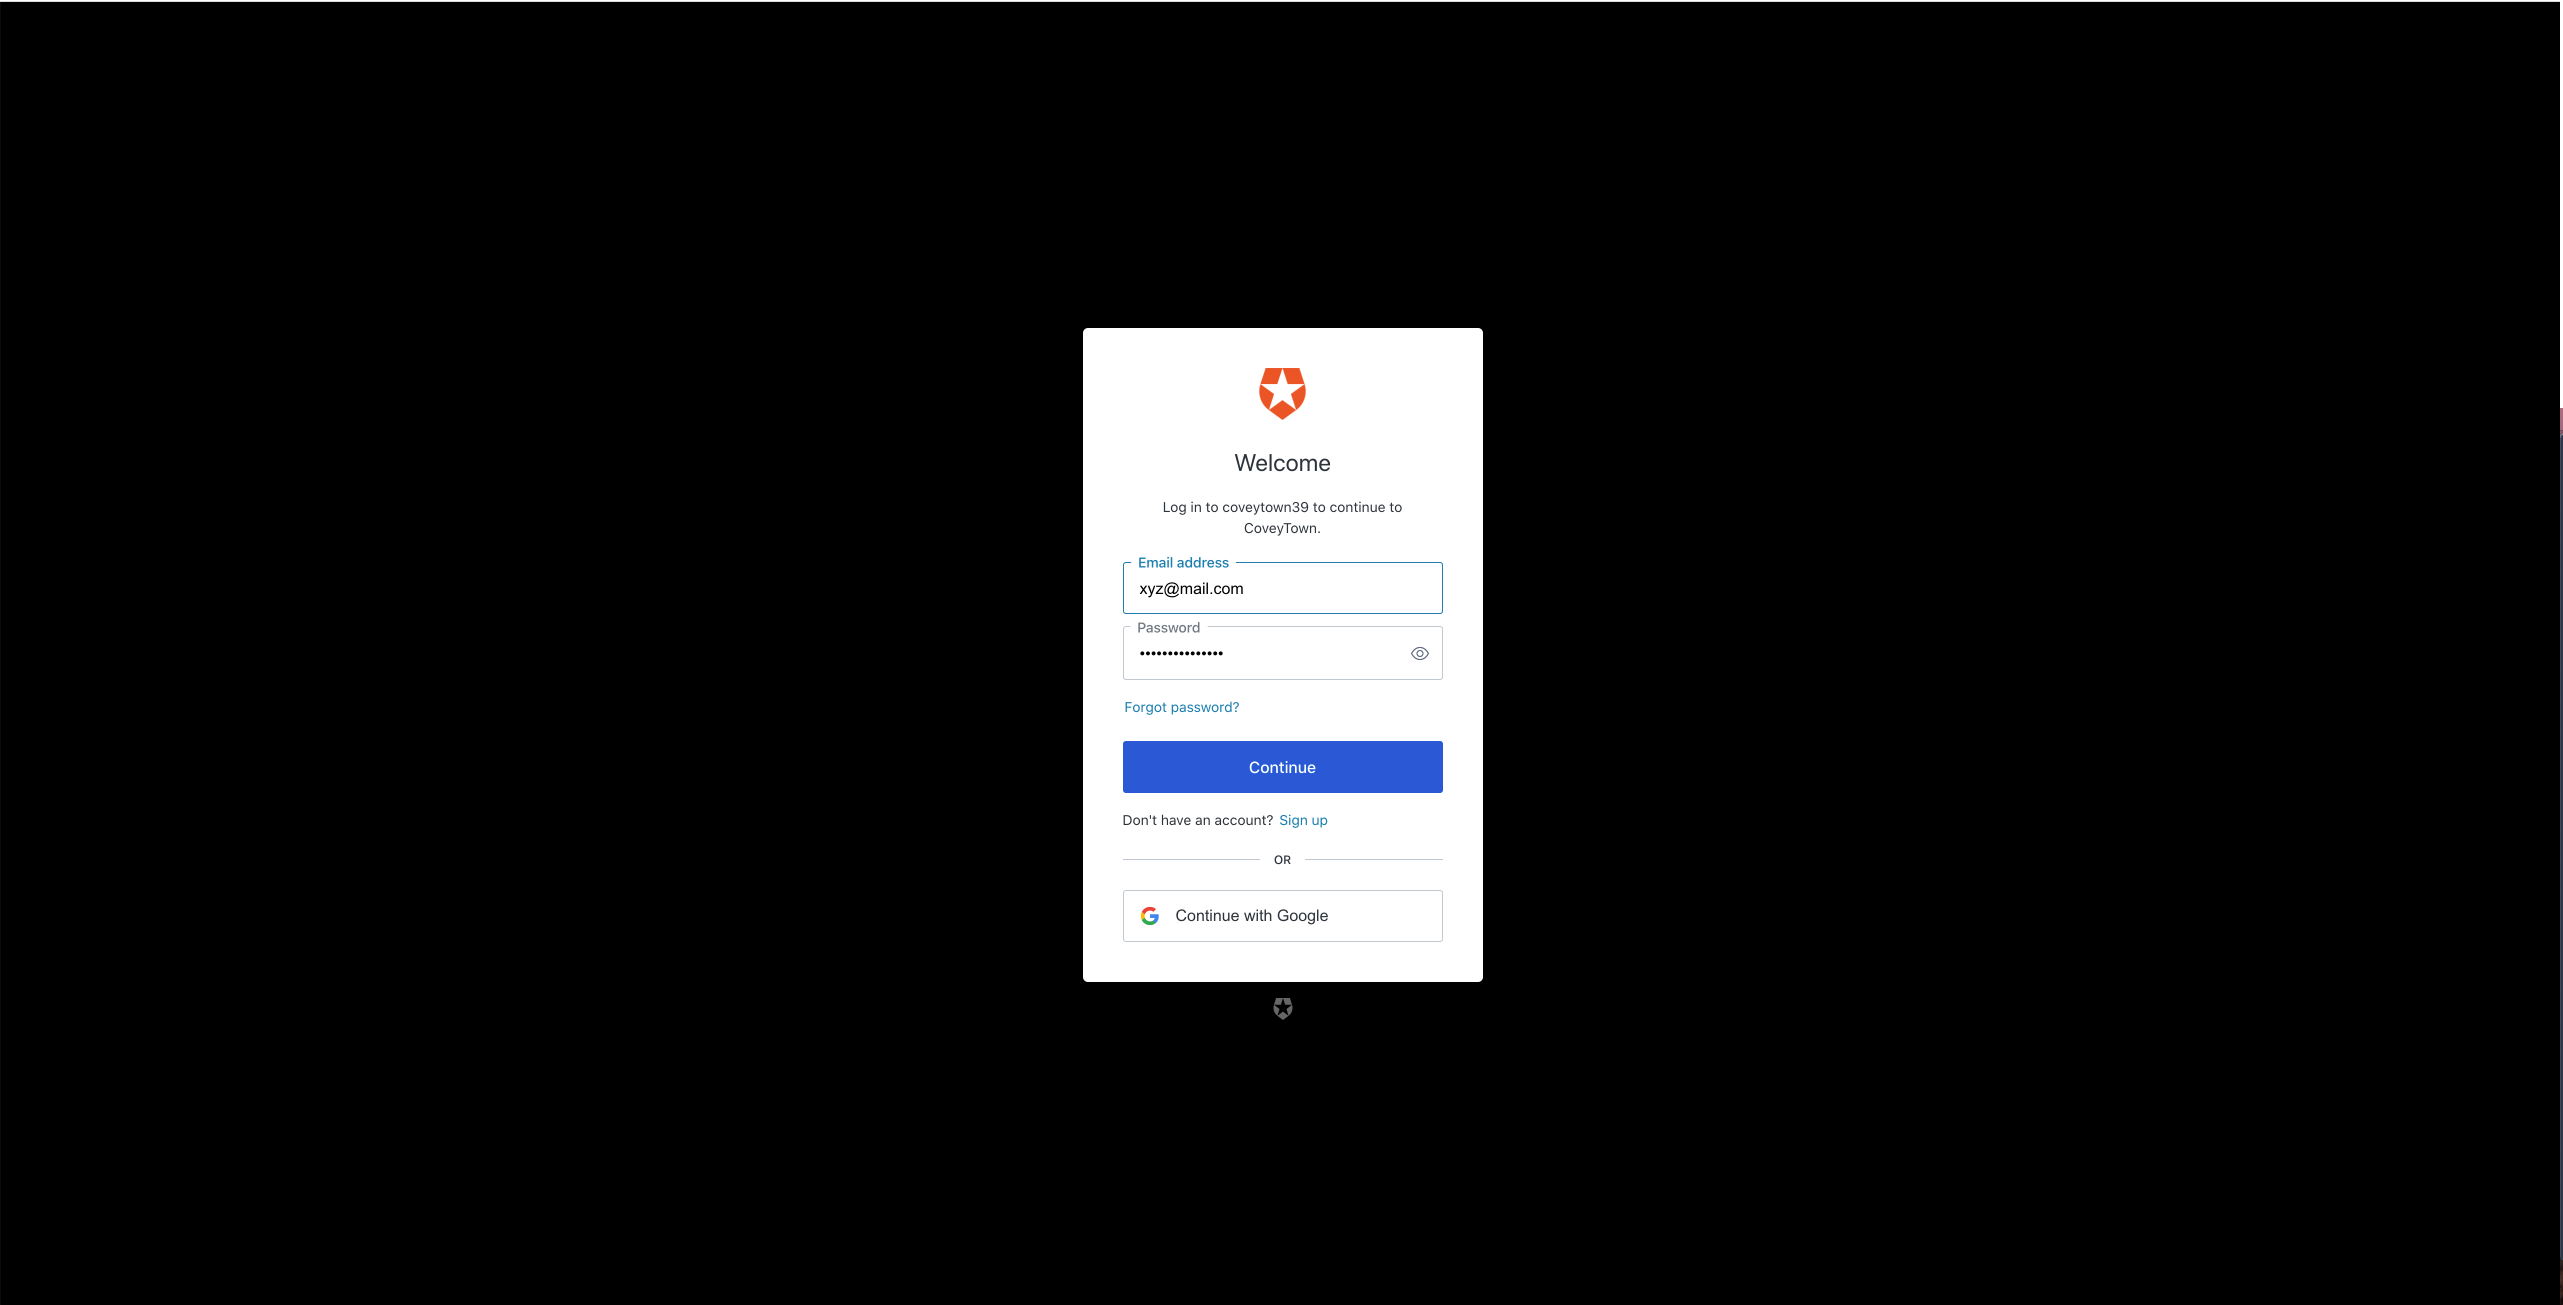 Welcome
Log in to coveytown39 to continue to
CoveyTown.
Email address
xyz@mail.com
Password
•••••••••••••••
Forgot password?
Continue
Don't have an account? Sign up
OR
Continue with Google